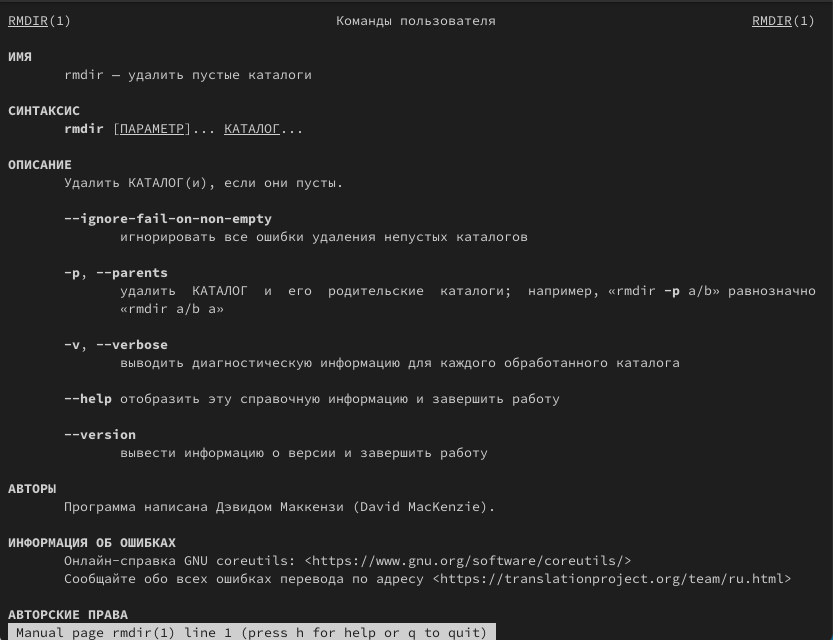 RMDIR(1) Команды пользователя RMDIR(1)
ИМЯ
rmdir — удалить пустые каталоги
СИНТАКСИС
rmdir [ПАРАМЕТР]... КАТАЛОГ...
ОПИСАНИЕ
Удалить КАТАЛОГ(и), если они пусты.
--ignore-fail-on-non-empty
игнорировать все ошибки удаления непустых каталогов
-p, --parents
удалить КАТАЛОГ и его родительские каталоги; например, «rmdir -p a/b» равнозначно
«rmdir a/b a»
-v, --verbose
выводить диагностическую информацию для каждого обработанного каталога
--help отобразить эту справочную информацию и завершить работу
--version
вывести информацию о версии и завершить работу
АВТОРЫ
Программа написана Дэвидом Маккензи (David MacKenzie).
ИНФОРМАЦИЯ ОБ ОШИБКАХ
Онлайн-справка GNU coreutils: <https://www.gnu.org/software/coreutils/>
Сообщайте обо всех ошибках перевода по адресу <https://translationproject.org/team/ru.html>
АВТОРСКИЕ ПРАВА
Manual page rmdir(1) line 1 (press h for help or q to quit)